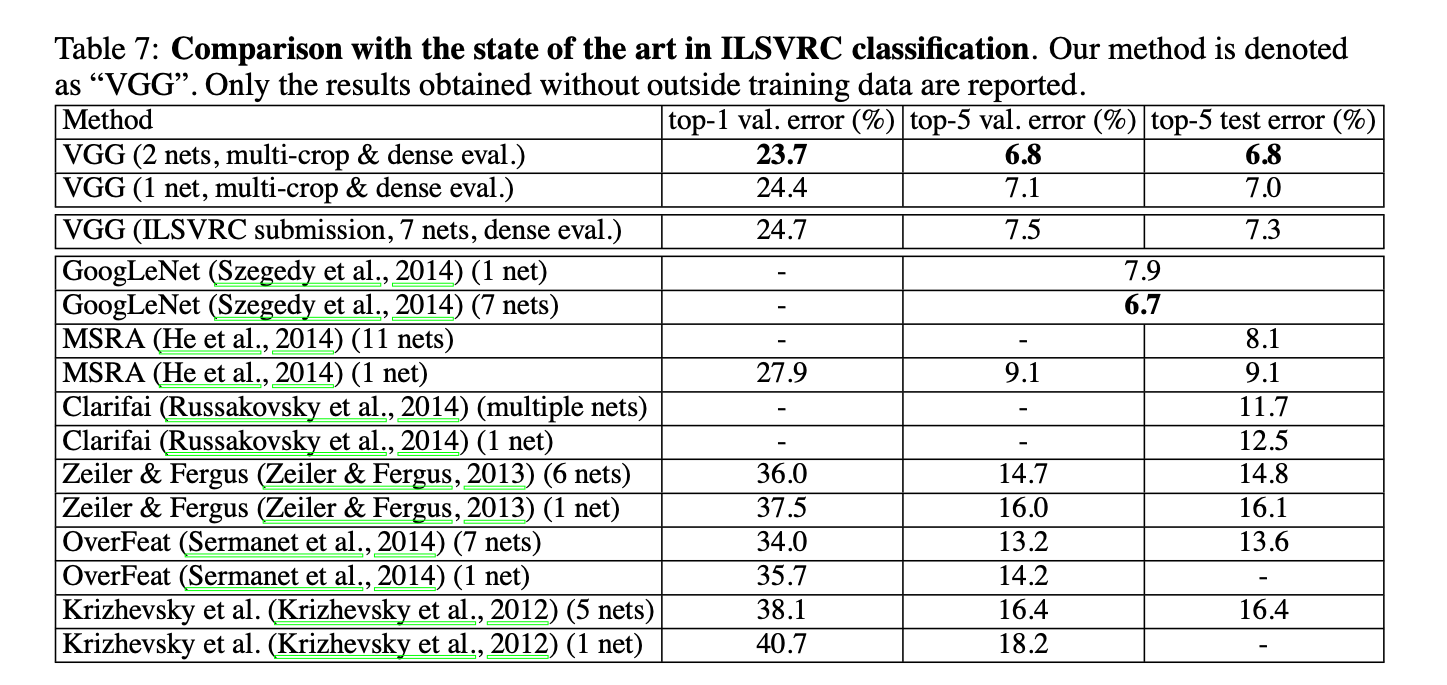 Table 7: Comparison with the state of the art in ILSVRC classification. Our method is denoted
as “VGG”. Only the results obtained without outside training data are reported.
Method top-1 val. error (%) top-5 val. error (%) top-5 test error (%)
VGG (2 nets, multi-crop & dense eval.) 23.7 6.8 6.8
VGG (1 net, multi-crop & dense eval.) 24.4 7.1 7.0
VGG (ILSVRC submission, 7 nets, dense eval.) 24.7 7.5 7.3
GoogLeNet (Szegedy et al., 2014) (1 net) - 7.9
GoogLeNet (Szegedy et al., 2014) (7 nets) - 6.7
MSRA (He et al., 2014) (11 nets) - - 8.1
MSRA (He et al., 2014) (1 net) 27.9 9.1 9.1
Clarifai (Russakovsky et al., 2014) (multiple nets) - - 11.7
Clarifai (Russakovsky et al., 2014) (1 net) - - 12.5
Zeiler & Fergus (Zeiler & Fergus, 2013) (6 nets) 36.0 14.7 14.8
Zeiler & Fergus (Zeiler & Fergus, 2013) (1 net) 37.5 16.0 16.1
OverFeat (Sermanet et al., 2014) (7 nets) 34.0 13.2 13.6
OverFeat (Sermanet et al., 2014) (1 net) 35.7 14.2 -
Krizhevsky et al. (Krizhevsky et al., 2012) (5 nets) 38.1 16.4 16.4
Krizhevsky et al. (Krizhevsky et al., 2012) (1 net) 40.7 18.2 -